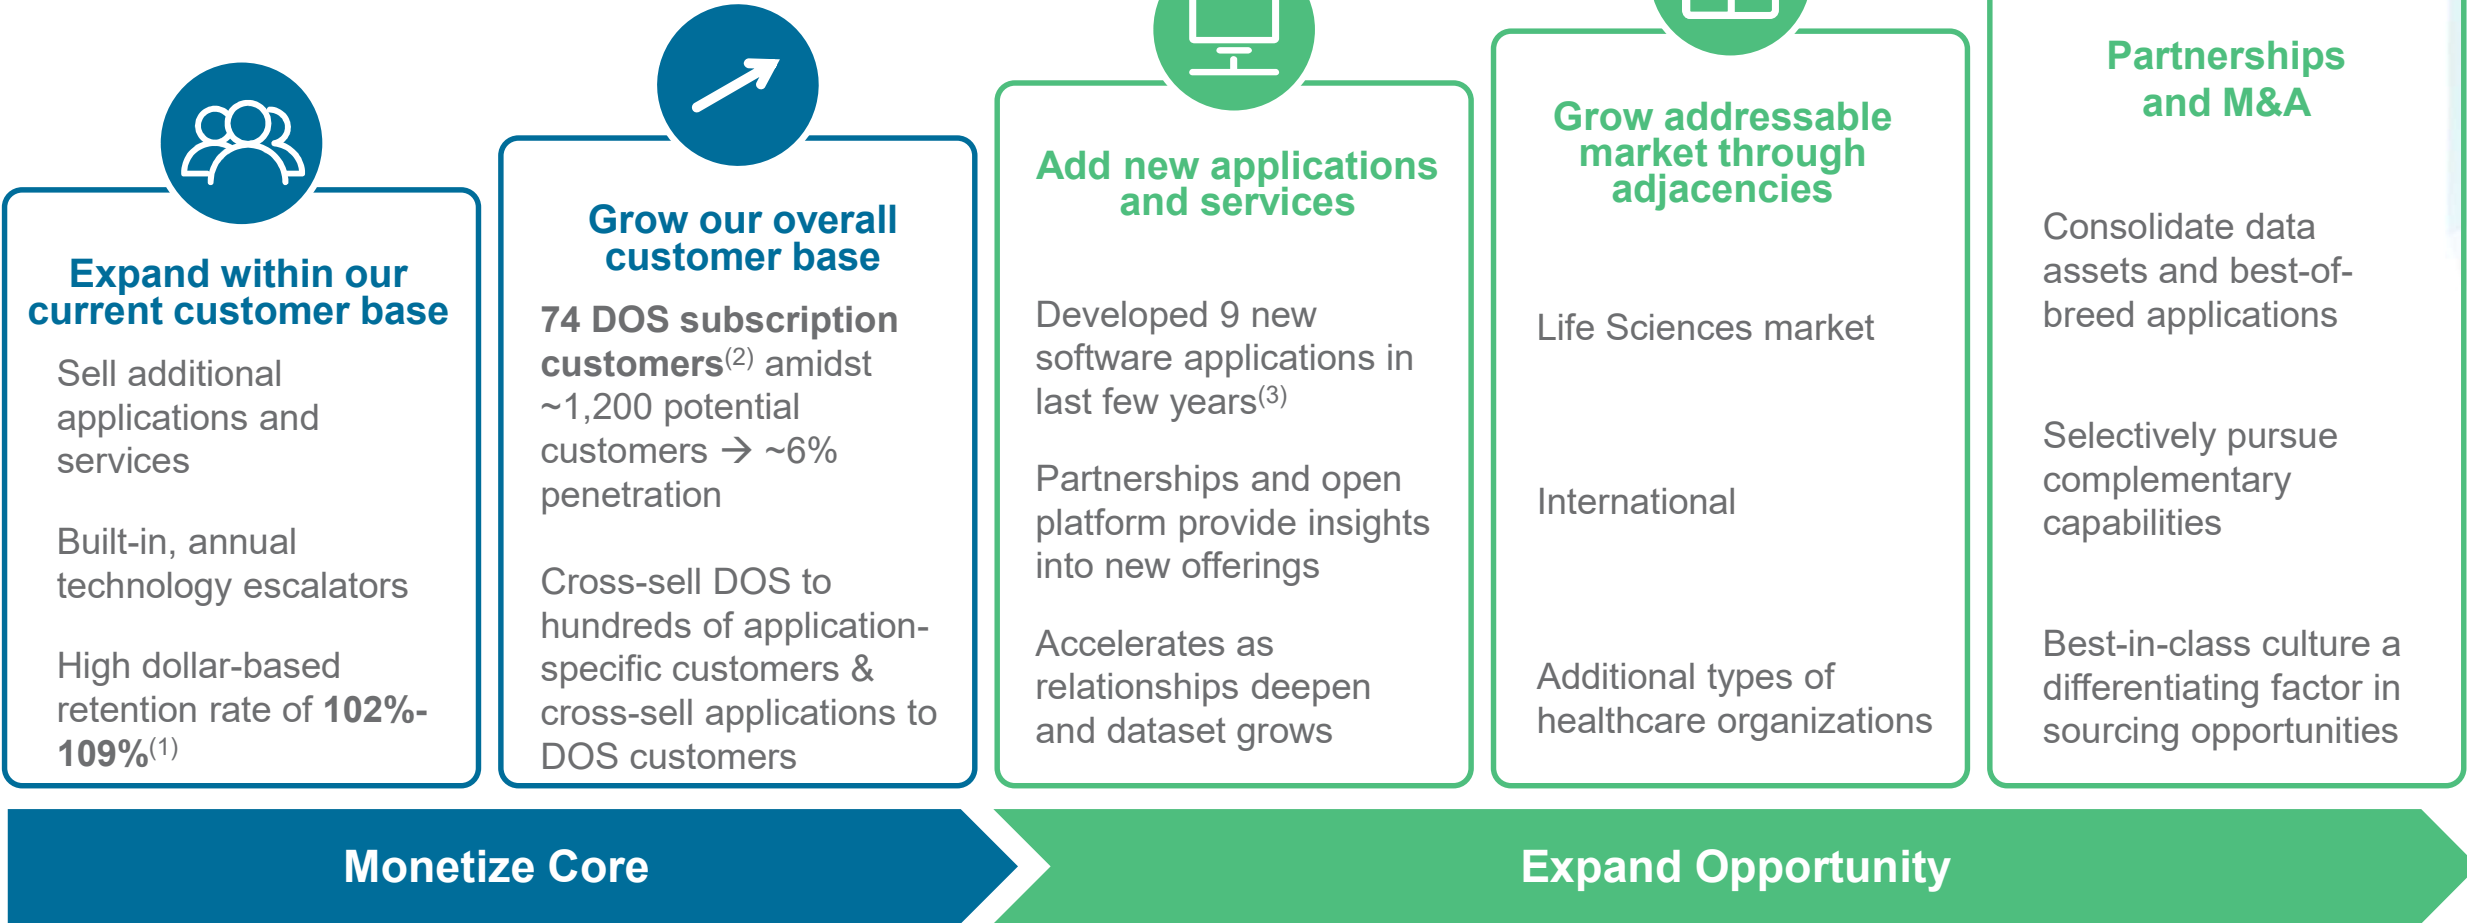 Expand within our
current customer base
Sell additional
applications and
services
Built-in, annual
technology escalators
High dollar-based
retention rate of 102%-
109%(1)
Grow our overall
customer base
74 DOS subscription
customers(2) amidst
~1,200 potential
customers → ~6%
penetration
Cross-sell DOS to
hundreds of application-
specific customers &
cross-sell applications to
DOS customers
Add new applications
and services
Developed 9 new
software applications in
last few years(3)
Partnerships and open
platform provide insights
into new offerings
Accelerates as
relationships deepen
and dataset grows
Grow addressable
market through
adjacencies
Life Sciences market
International
Additional types of
healthcare organizations
Partnerships
and M&A
Consolidate data
assets and best-of-
breed applications
Selectively pursue
complementary
capabilities
Best-in-class culture a
differentiating factor in
sourcing opportunities
Monetize Core
Expand Opportunity